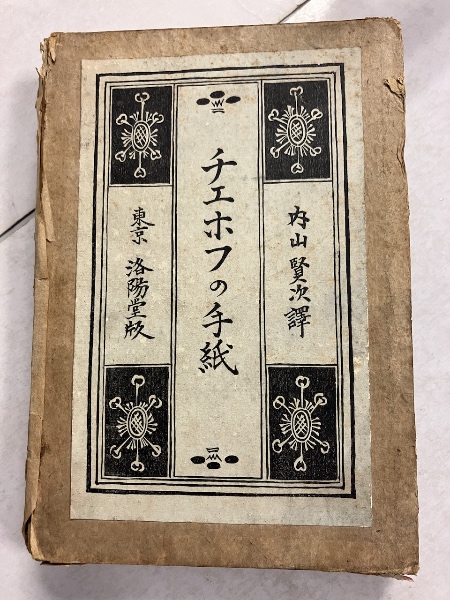 内山賢次譯
チエホフの手紙
東京 洛陽堂版